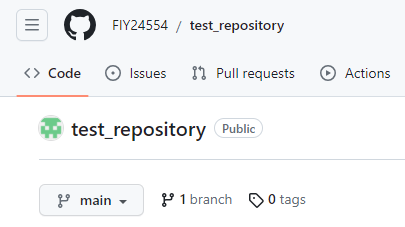 FIY24554 / test_repository
Code Issues Pull requests Actions
test_repository Public
main 1 branch 0 tags